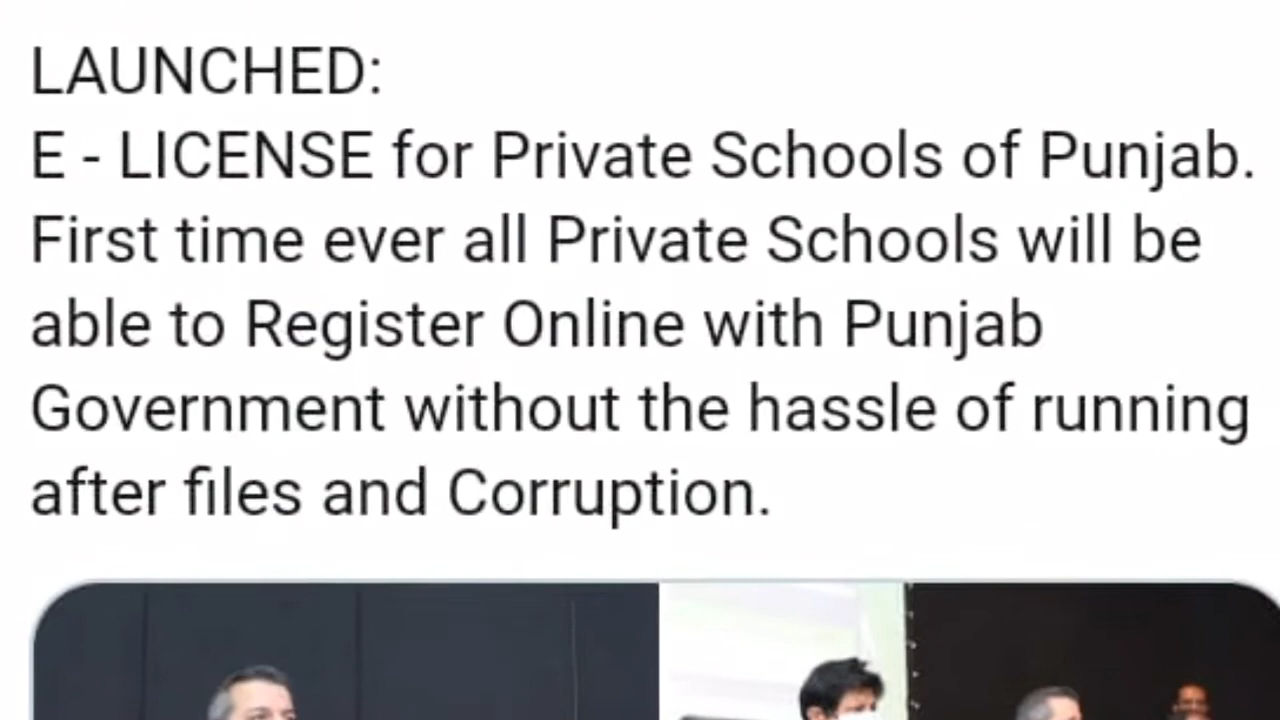 LAUNCHED:
E - LICENSE for Private Schools of Punjab.
First time ever all Private Schools will be
able to Register Online with Punjab
Government without the hassle of running
after files and Corruption.